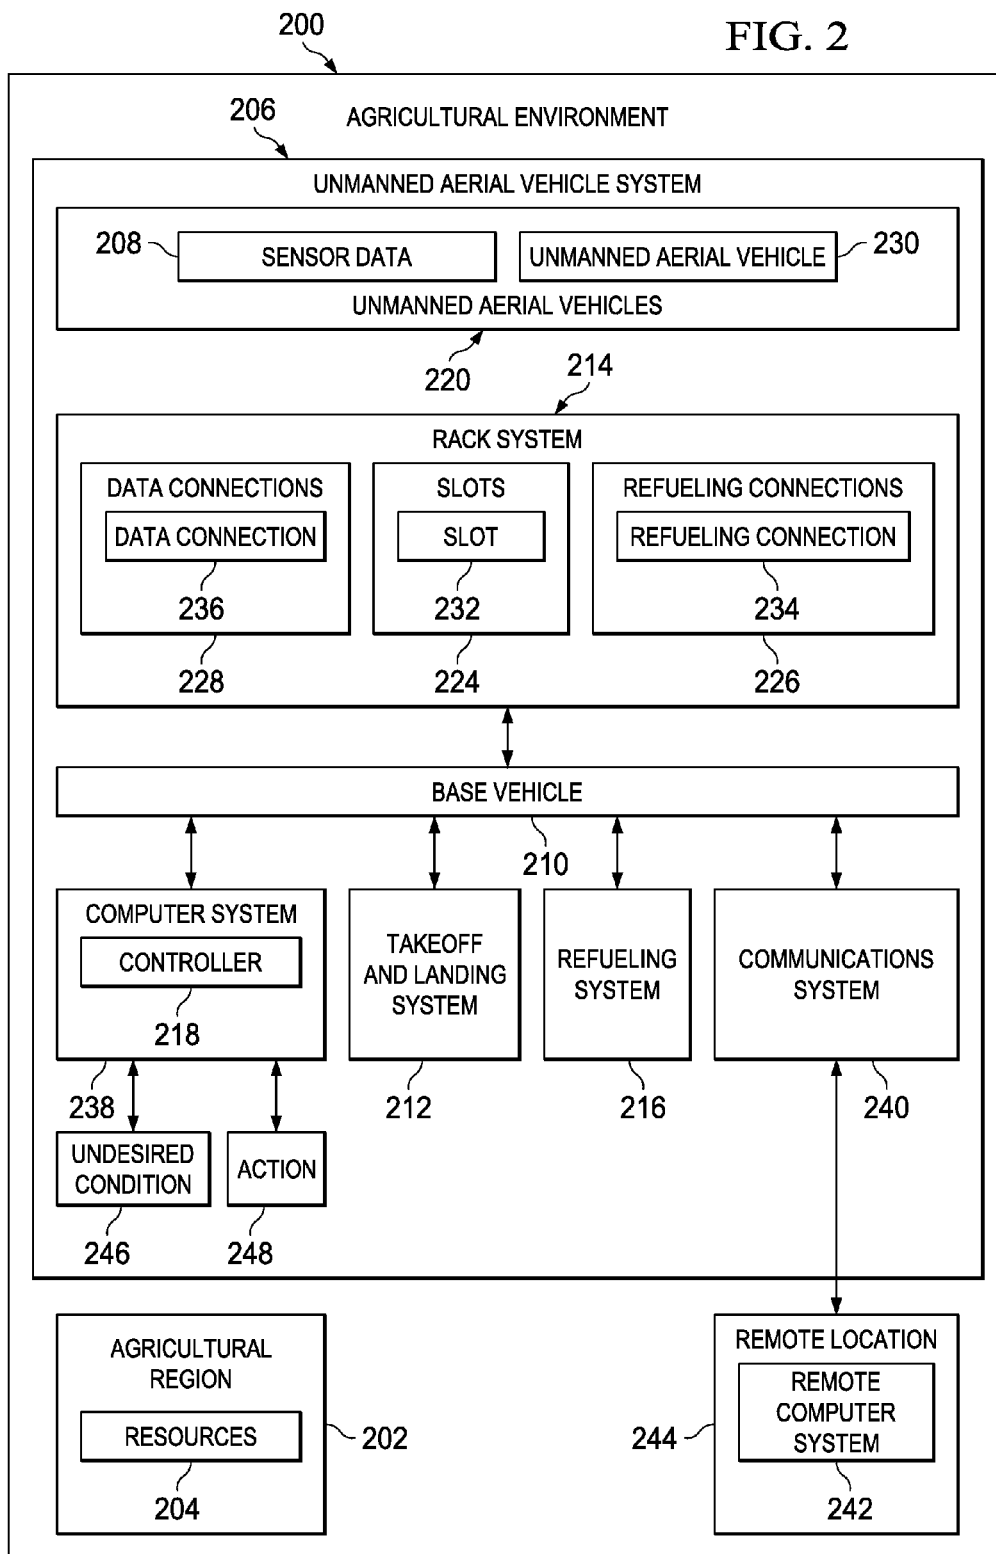 200
FIG. 2
206
AGRICULTURAL ENVIRONMENT
UNMANNED AERIAL VEHICLE SYSTEM
208
SENSOR DATA
UNMANNED AERIAL VEHICLE
230
UNMANNED AERIAL VEHICLES
220
214
RACK SYSTEM
DATA CONNECTIONS
DATA CONNECTION
236
228
SLOTS
SLOT
232
224
REFUELING CONNECTIONS
REFUELING CONNECTION
234
226
BASE VEHICLE
210
COMPUTER SYSTEM
CONTROLLER
218
238
TAKEOFF
AND LANDING
SYSTEM
212
REFUELING
SYSTEM
216
COMMUNICATIONS
SYSTEM
240
UNDESIRED
CONDITION
246
ACTION
248
AGRICULTURAL
REGION
RESOURCES
202
204
REMOTE LOCATION
REMOTE
COMPUTER
SYSTEM
244
242